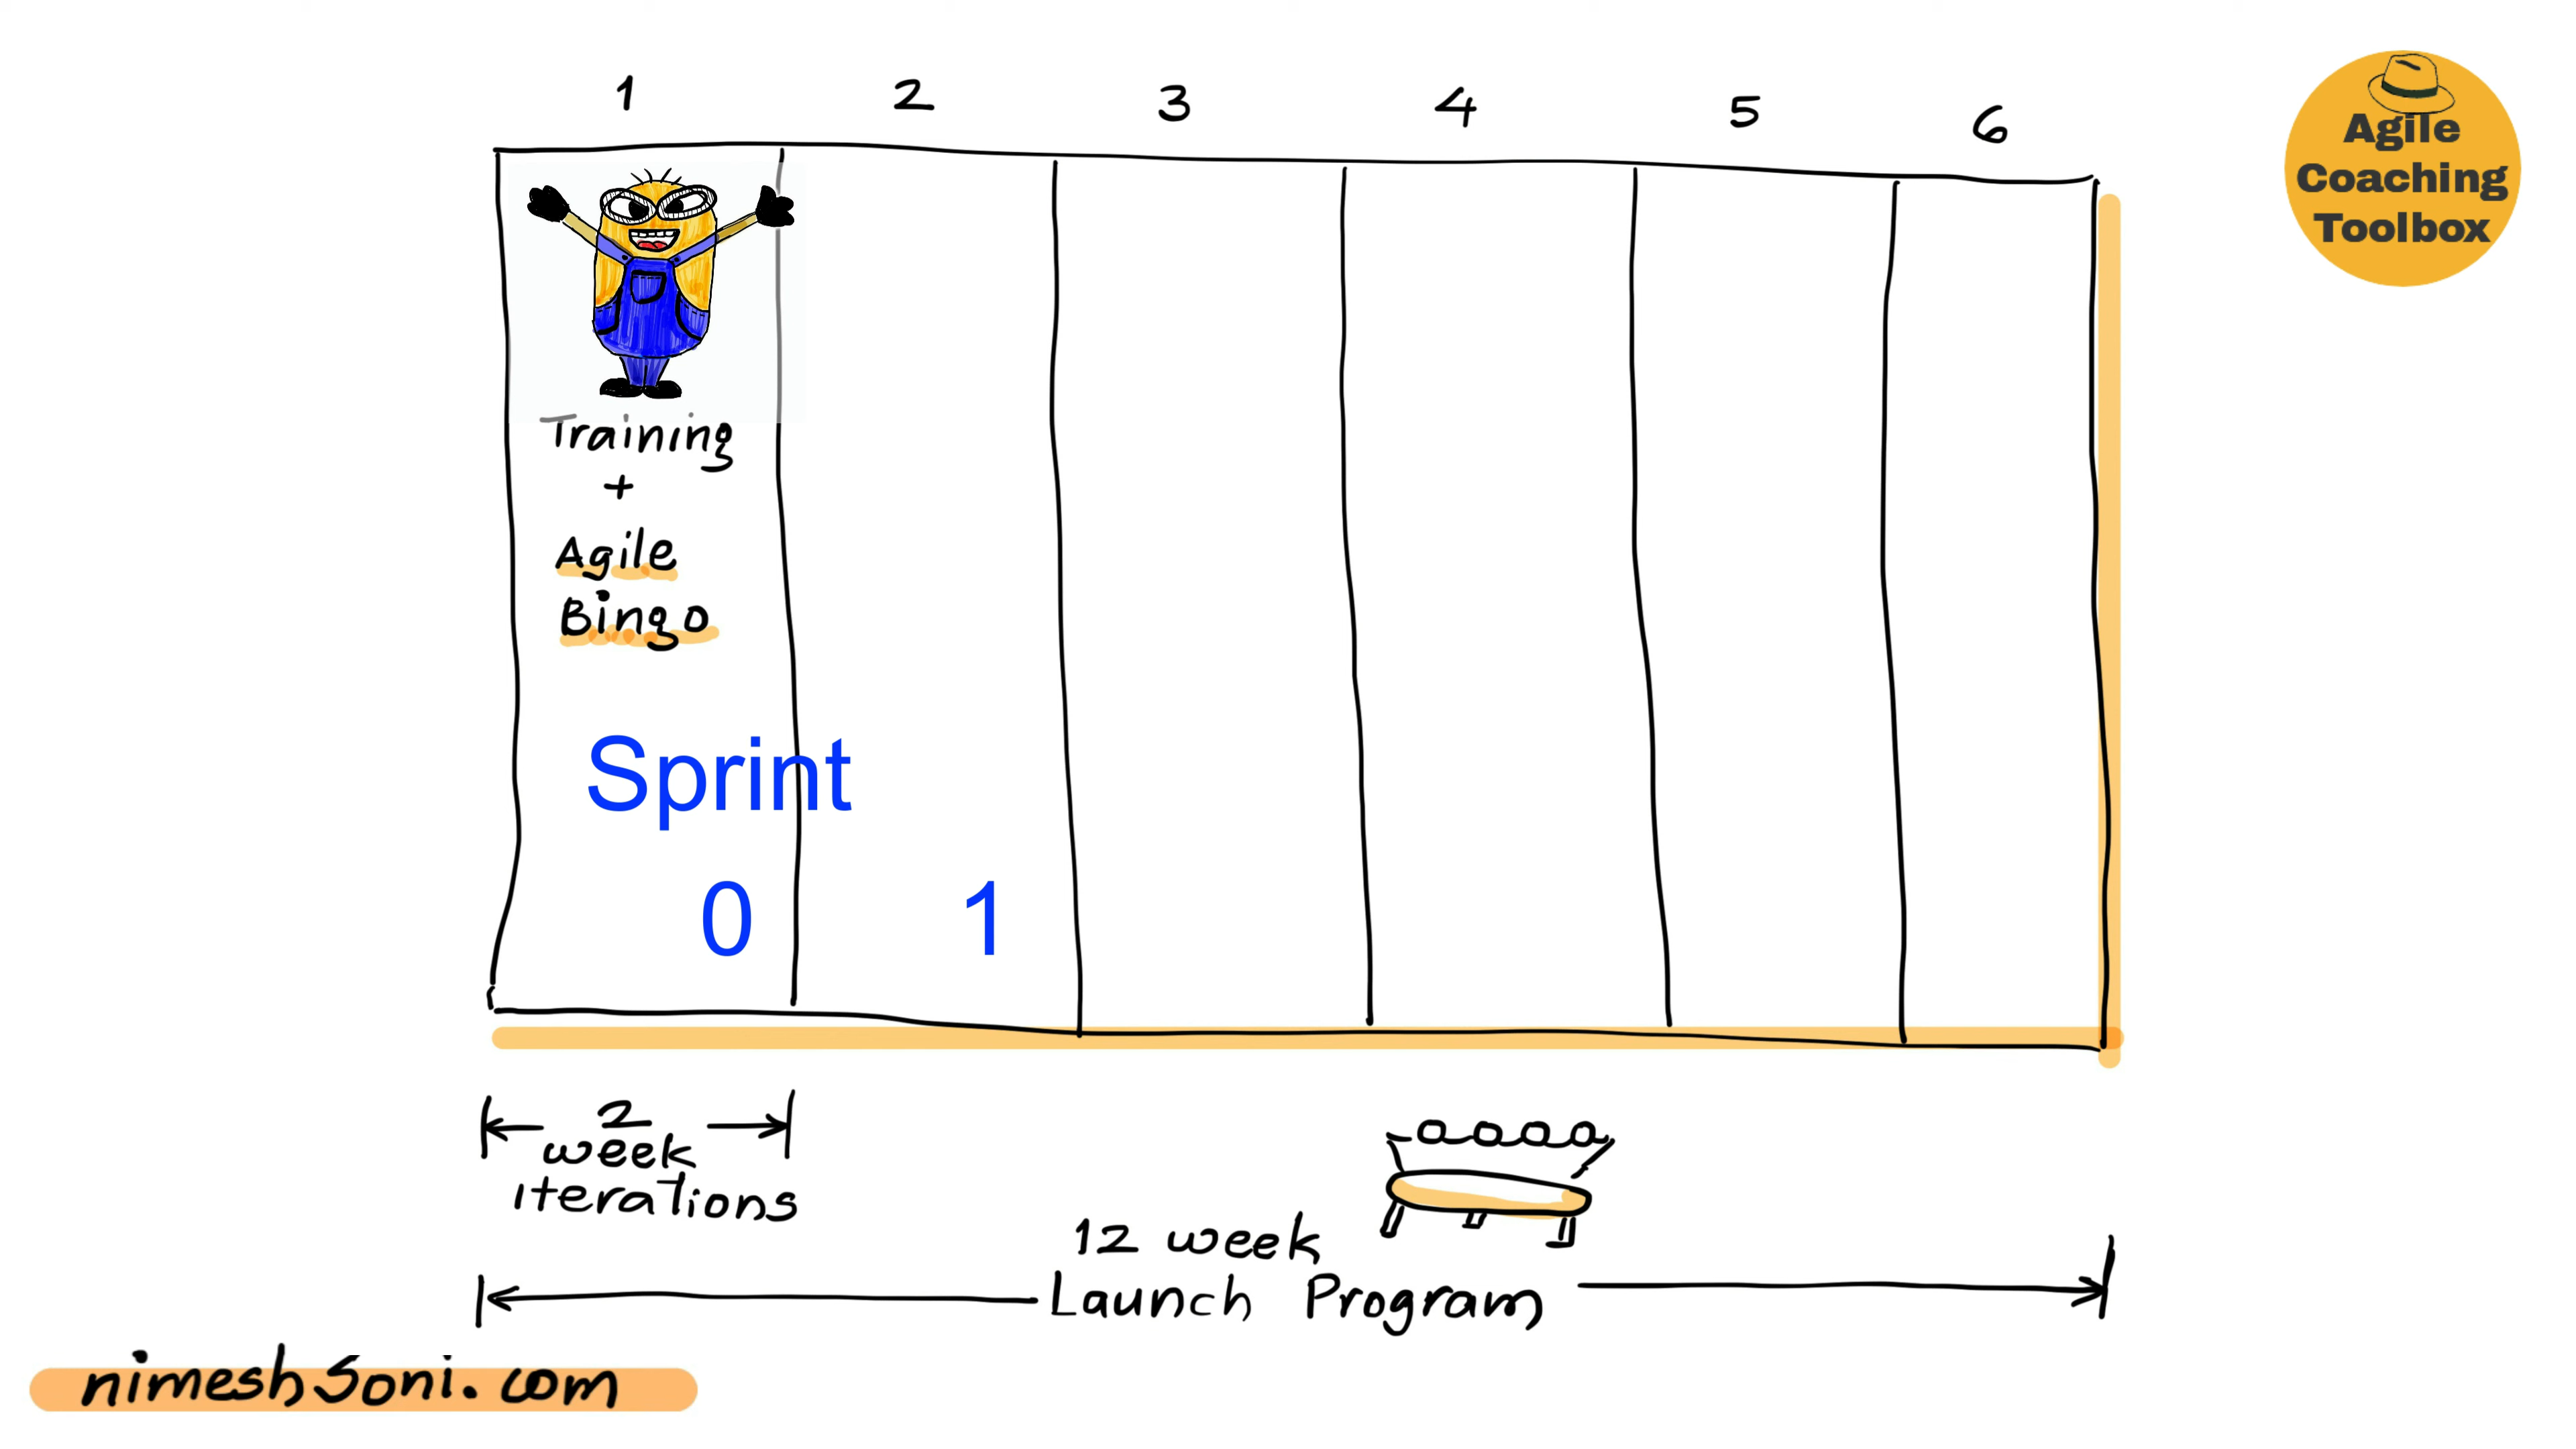 1 2 3 4 5 6
Agile
Coaching
Toolbox
Training
+
Agile
Bingo
Sprint
0 1
2
week
iterations
12 week
Launch Program
nimeshSoni.com